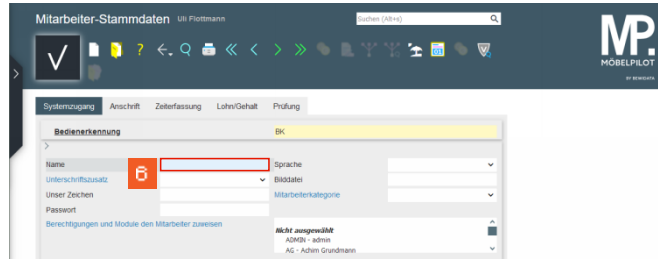 Mitarbeiter-Stammdaten Uli Flottmann Suchen (Alt+s)
MP.
MÖBELPILOT
BY BEWIDATA
Systemzugang Anschrift Zeiterfassung Lohn/Gehalt Prüfung
Bedienerkennung BK
Name 6 Sprache
Unterschriftszusatz Bilddatei
Unser Zeichen Mitarbeiterkategorie
Passwort
Berechtigungen und Module den Mitarbeiter zuweisen
Nicht ausgewählt
ADMIN - admin
AG - Achim Grundmann